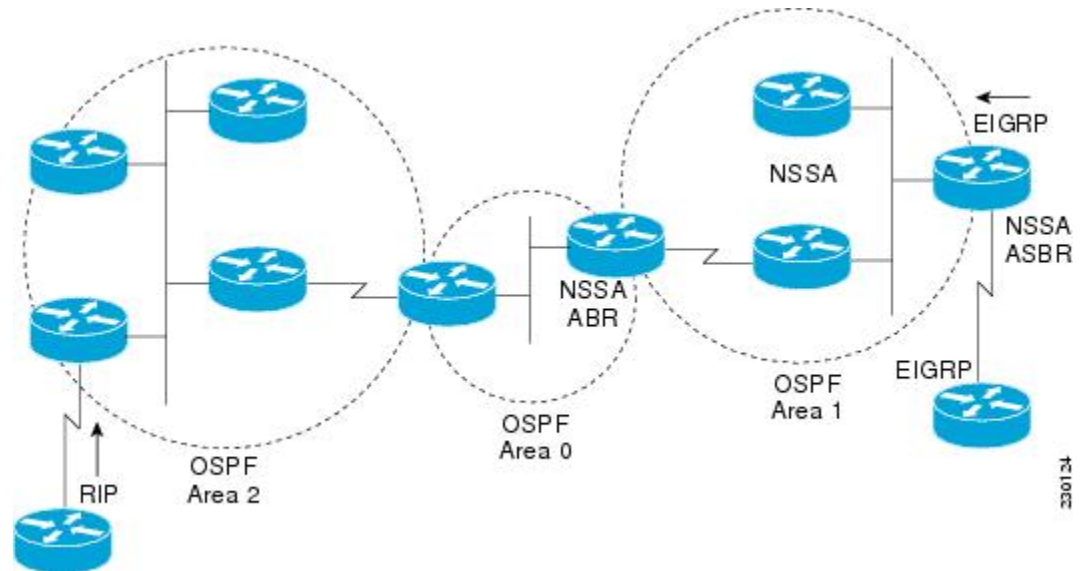 EIGRP
NSSA
NSSA
ASBR
NSSA
ABR
EIGRP
OSPF
Area 1
OSPF
Area 0
OSPF
Area 2
RIP
230124